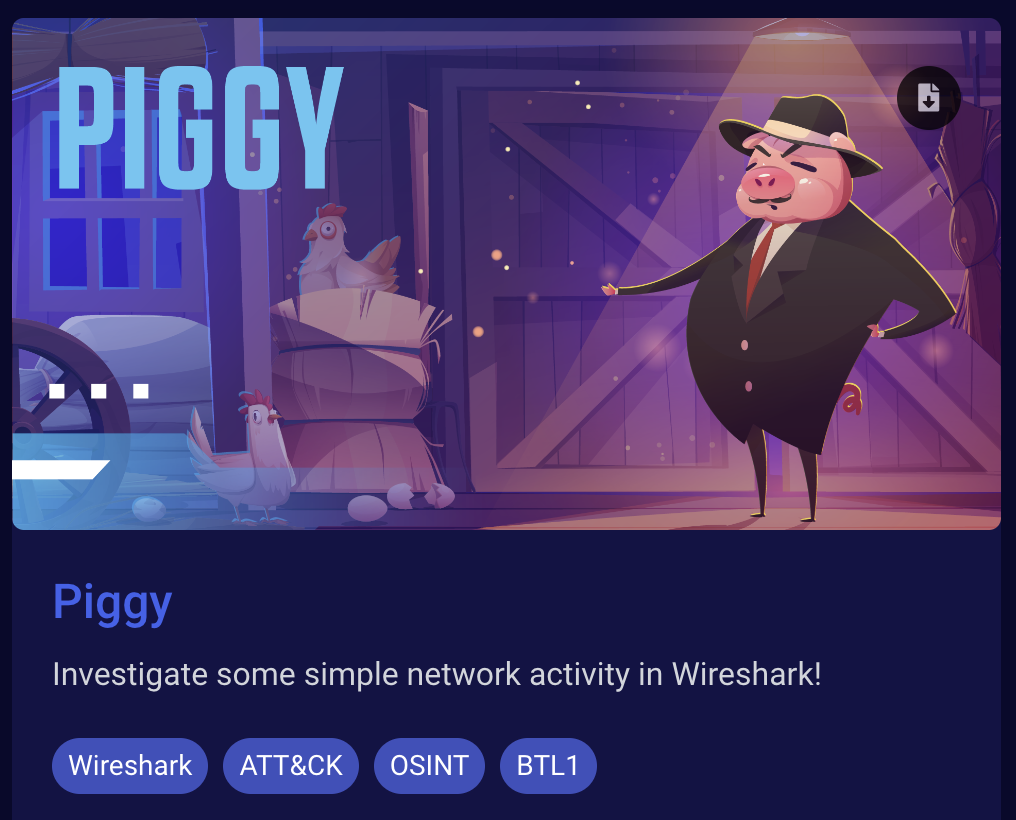 PIGGY
Piggy
Investigate some simple network activity in Wireshark!
Wireshark ATT&CK OSINT BTL1